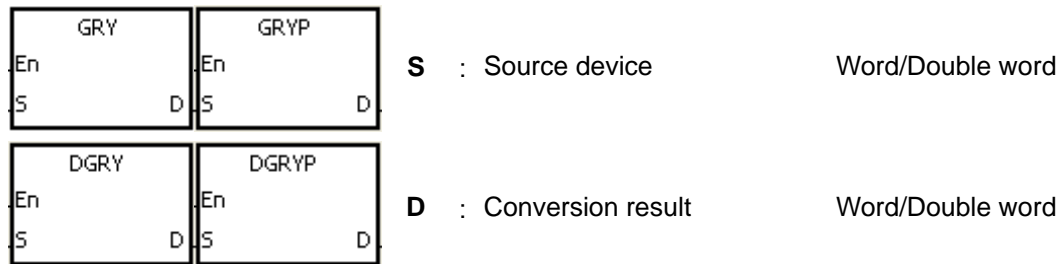 GRY GRYP
En En S : Source device Word/Double word
S D S D
DGRY DGRYP
En En D : Conversion result Word/Double word
S D S D